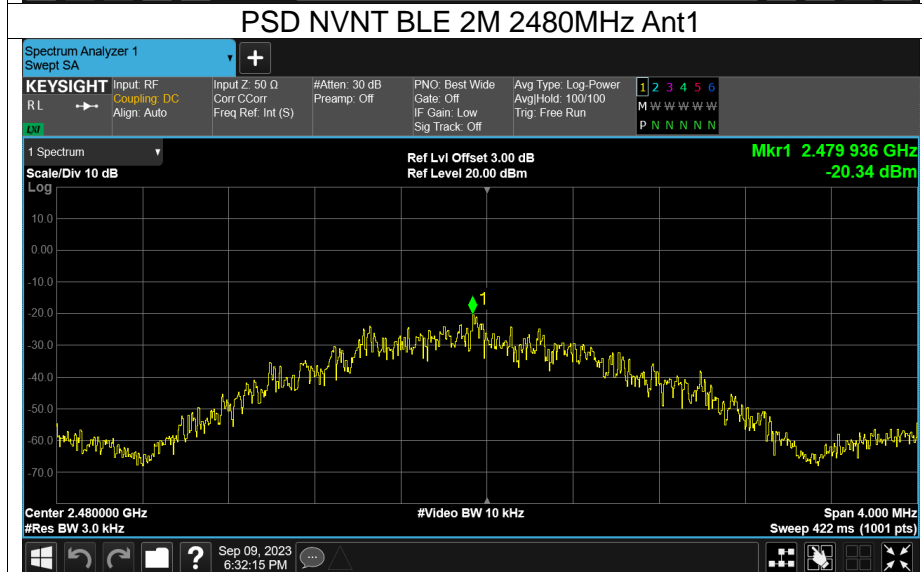 PSD NVNT BLE 2M 2480MHz Ant1
Spectrum Analyzer 1
Swept SA
+
KEYSIGHT Input: RF Input Z: 50 Ω #Atten: 30 dB PNO: Best Wide Avg Type: Log-Power 1 2 3 4 5 6
RL Coupling: DC Corr CCorr Preamp: Off Gate: Off Avg|Hold: 100/100 M W W W W W
Align: Auto Freq Ref: Int (S) IF Gain: Low Trig: Free Run
LXI Sig Track: Off P N N N N N
1 Spectrum Ref Lvl Offset 3.00 dB Mkr1 2.479 936 GHz
Scale/Div 10 dB Ref Level 20.00 dBm -20.34 dBm
Log
10.0
0.00
-10.0
1
-20.0
-30.0
-40.0
-50.0
-60.0
-70.0
Center 2.480000 GHz #Video BW 10 kHz Span 4.000 MHz
#Res BW 3.0 kHz Sweep 422 ms (1001 pts)
? Sep 09, 2023
6:32:15 PM